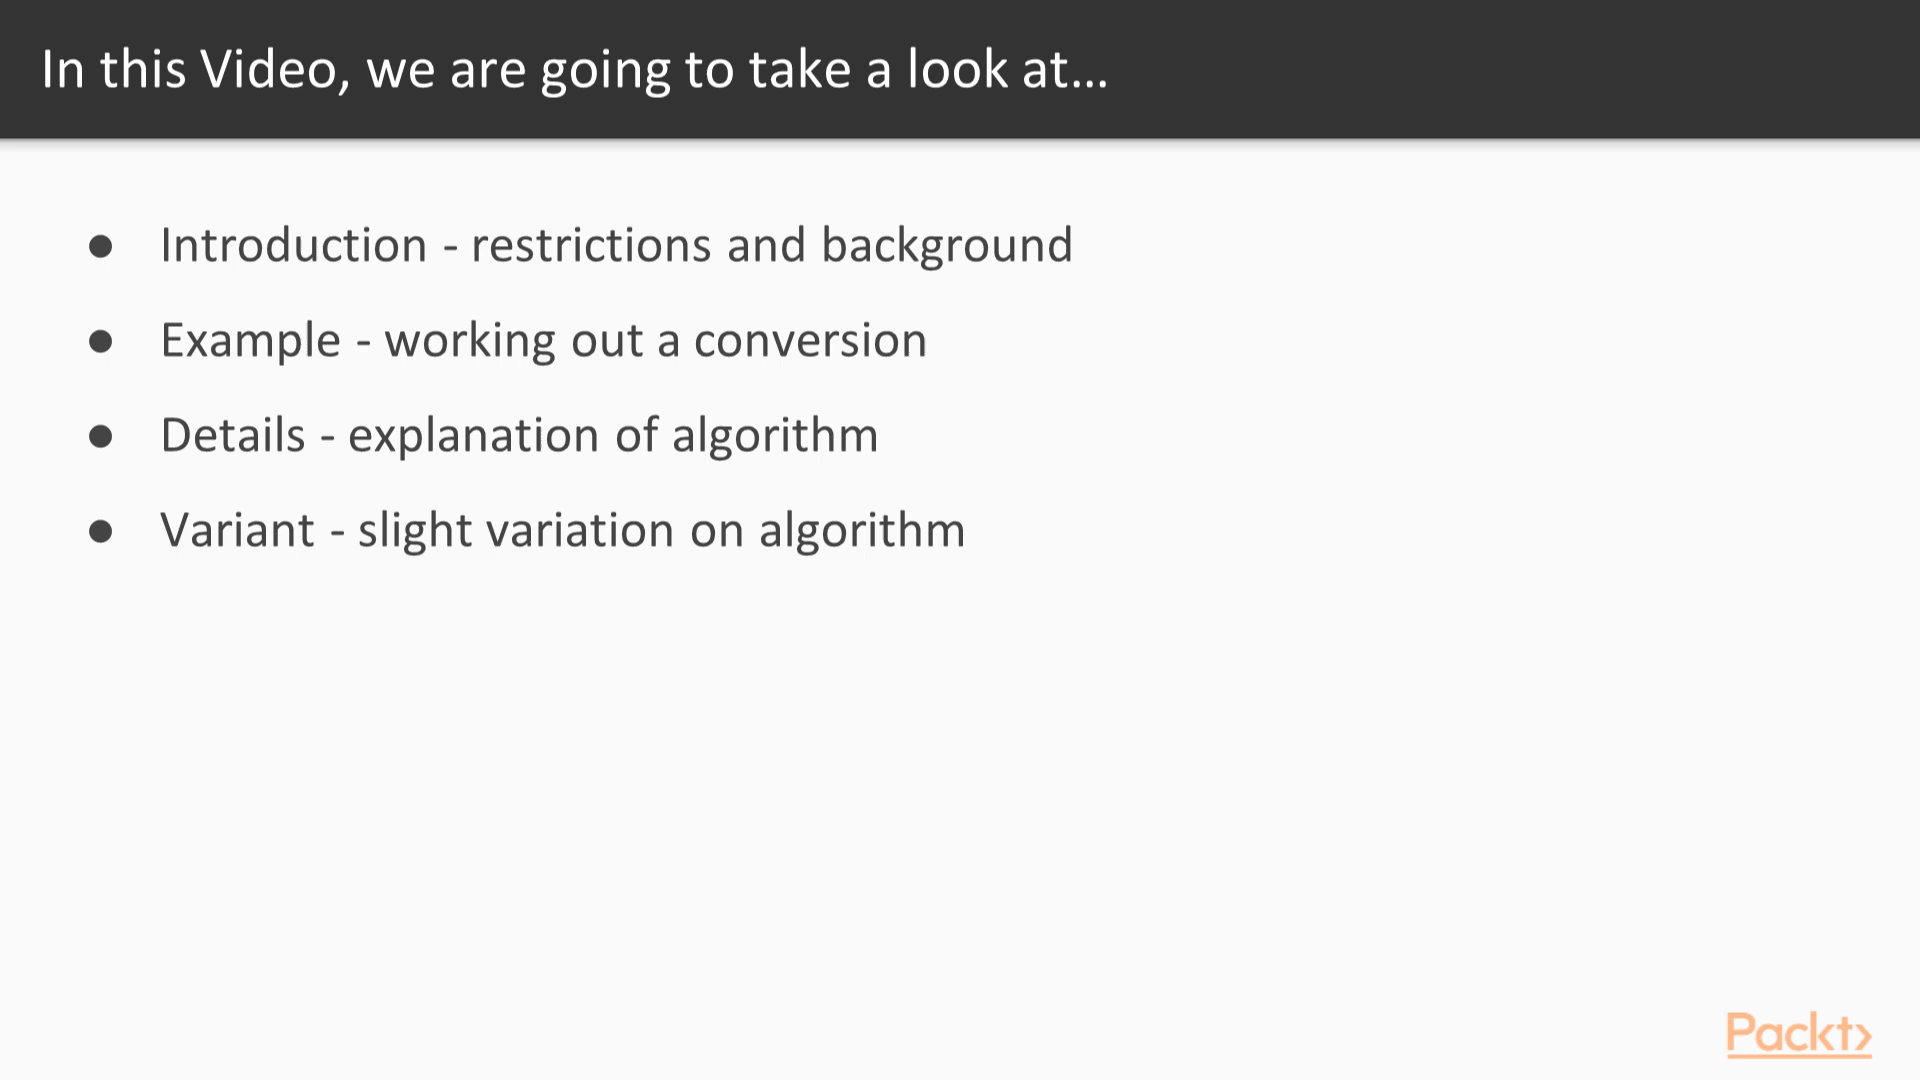 In this Video, we are going to take a look at...
● Introduction - restrictions and background
● Example - working out a conversion
● Details - explanation of algorithm
● Variant - slight variation on algorithm
Packt>